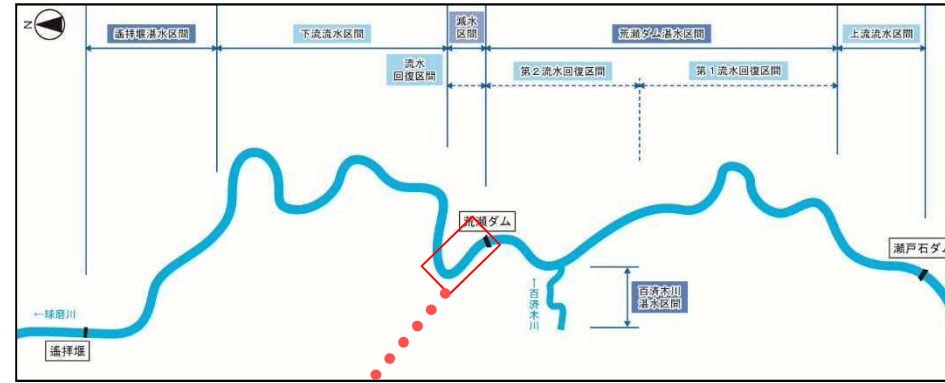 N
遙拝堰湛水区間
下流流水区間
減水
区間
荒瀬ダム湛水区間
上流流水区間
流水
回復区間
第2流水回復区間
第1流水回復区間
荒瀬ダム
瀬戸石ダム
←百済木川
百済木川
湛水区間
←球磨川
遙拝堰